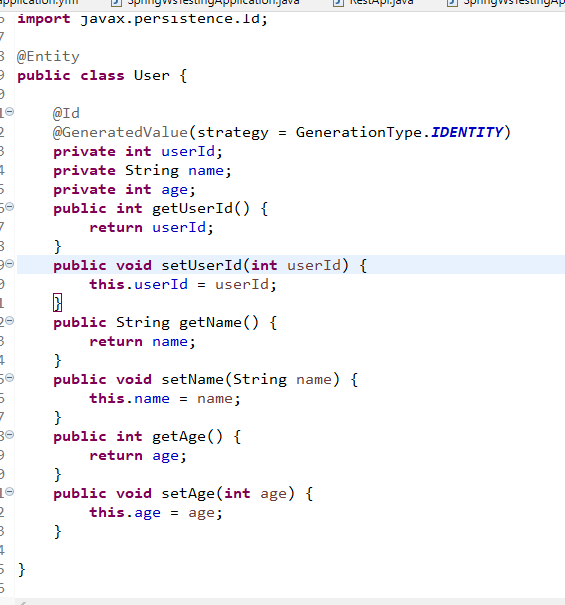 application.yml SpringWsTestingApplication.java RestApi.java SpringWsTestingAp
import javax.persistence.Id;
@Entity
public class User {
@Id
@GeneratedValue(strategy = GenerationType.IDENTITY)
private int userId;
private String name;
private int age;
public int getUserId() {
return userId;
}
public void setUserId(int userId) {
this.userId = userId;
}
public String getName() {
return name;
}
public void setName(String name) {
this.name = name;
}
public int getAge() {
return age;
}
public void setAge(int age) {
this.age = age;
}
}